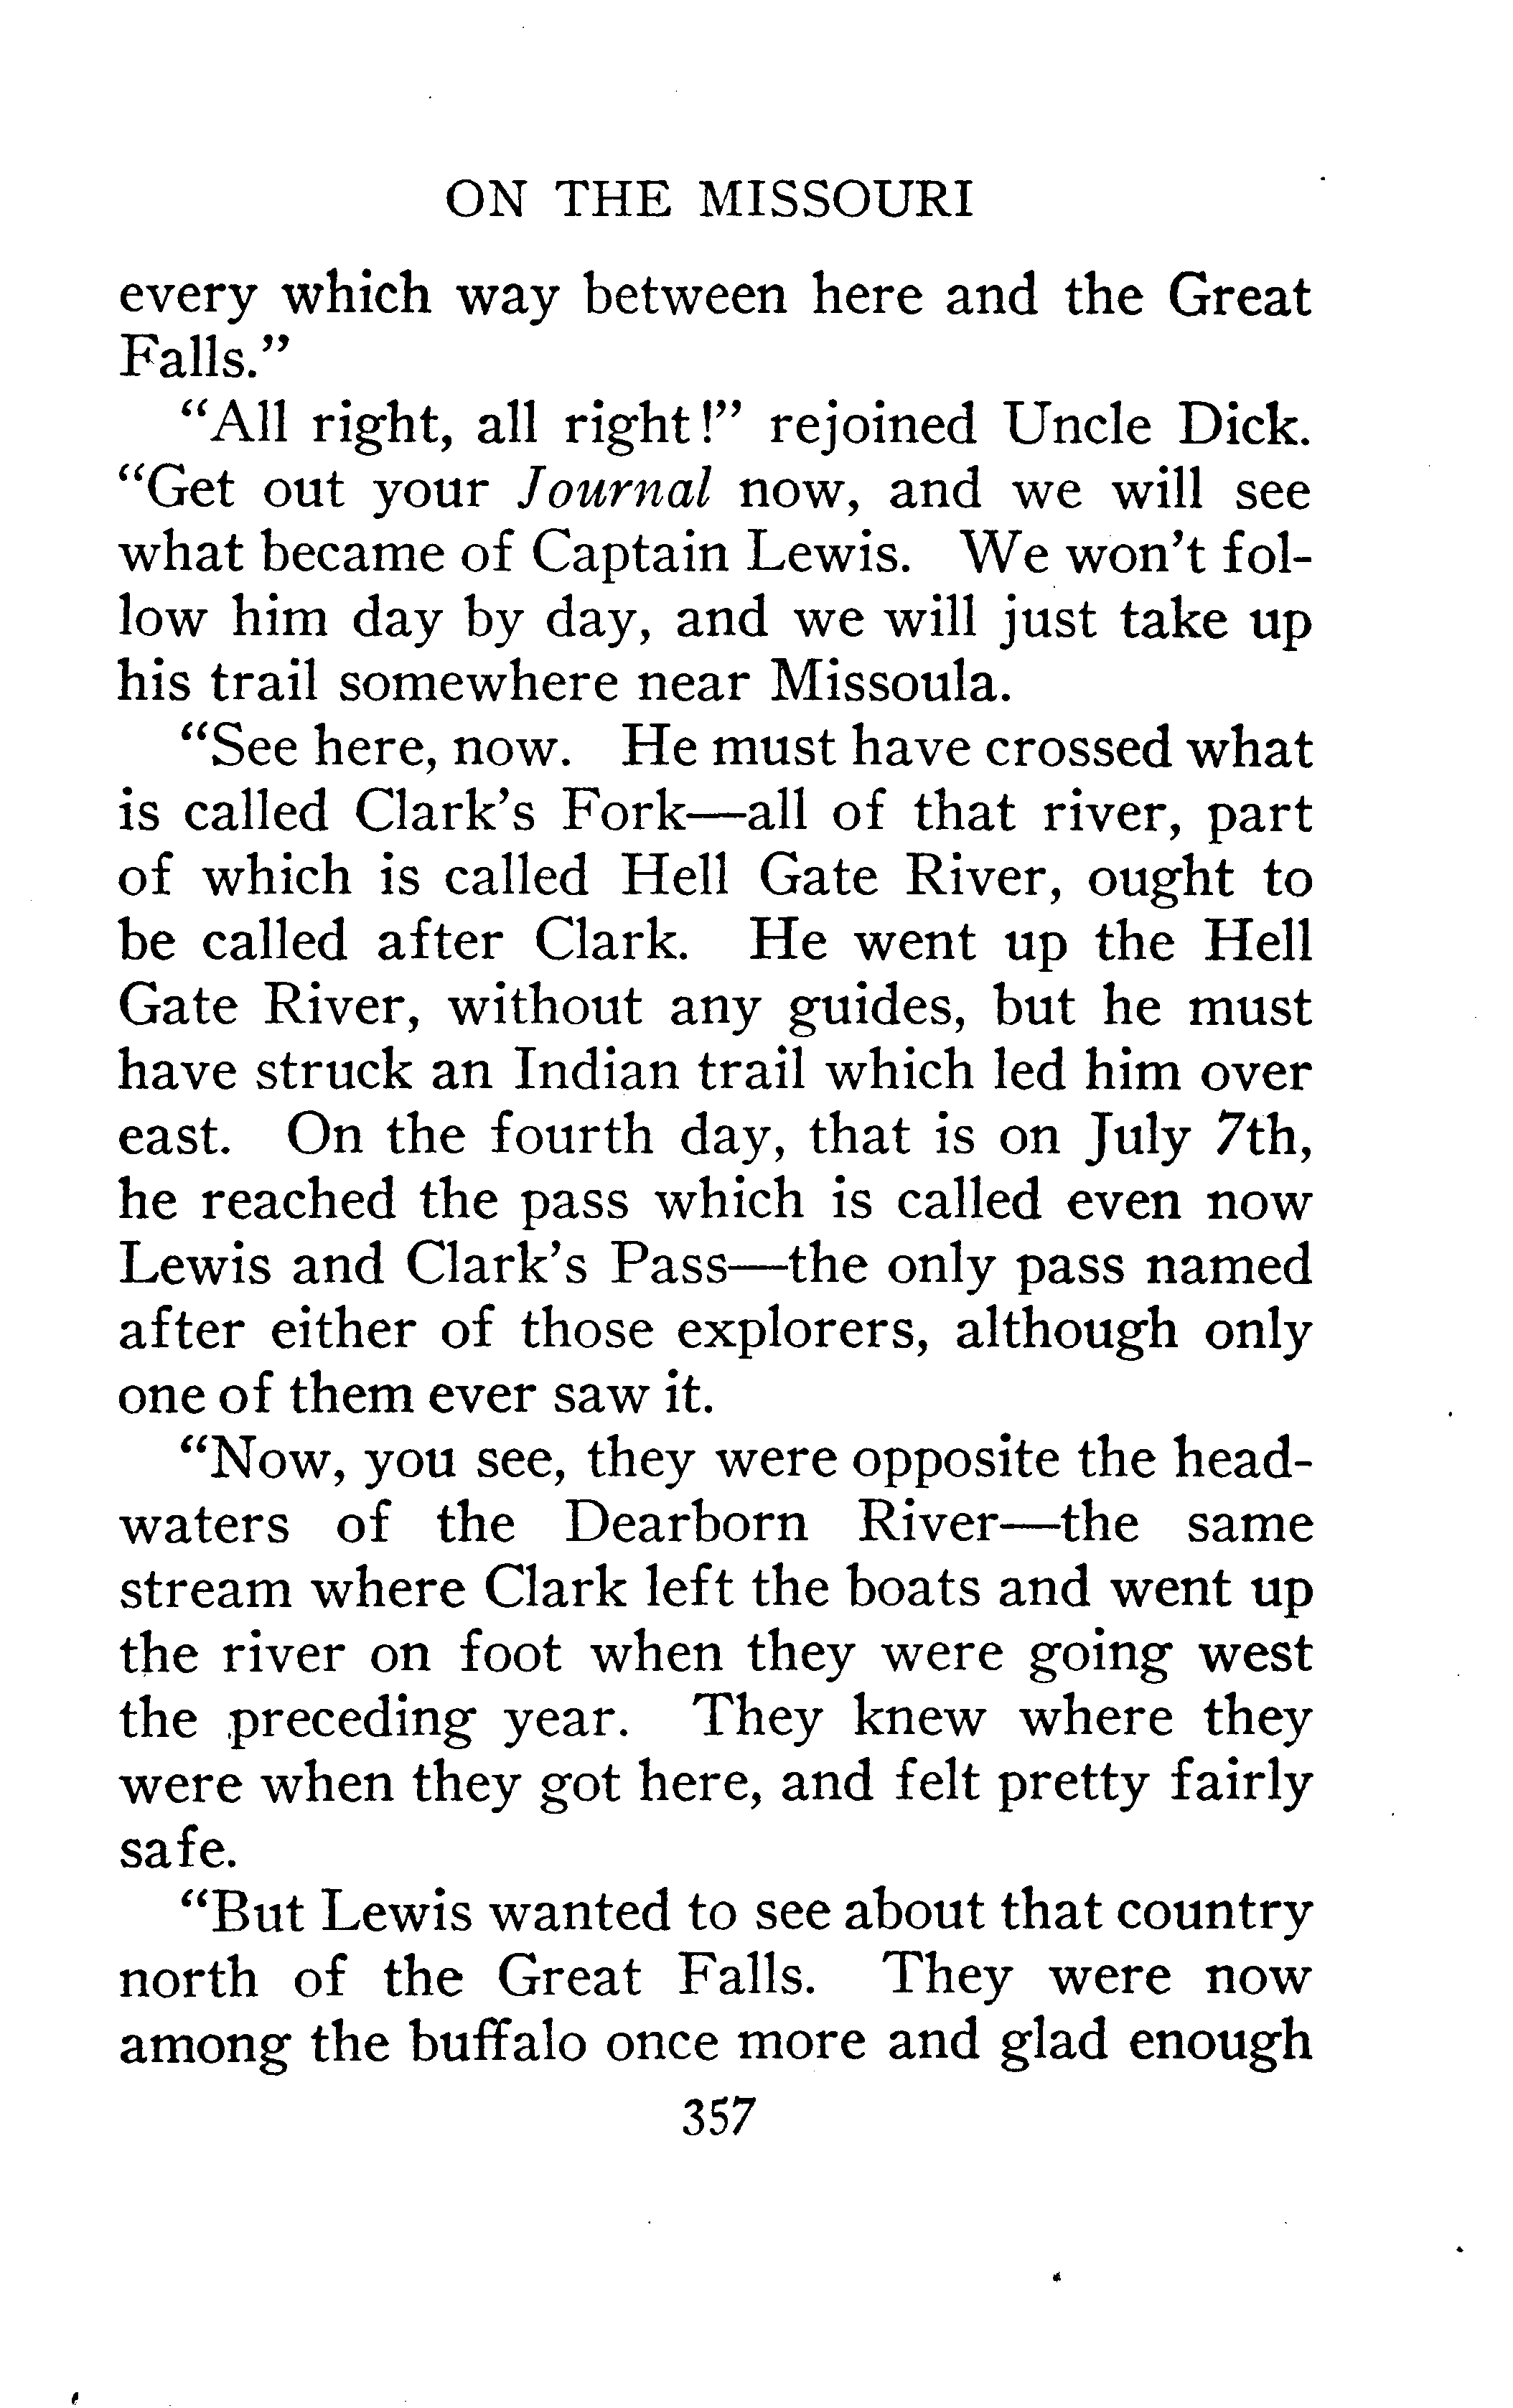 ON THE MISSOURI
every which way between here and the Great
Falls.”
“All right, all right!” rejoined Uncle Dick.
“Get out your Journal now, and we will see
what became of Captain Lewis. We won’t fol-
low him day by day, and we will just take up
his trail somewhere near Missoula.
“See here, now. He must have crossed what
is called Clark’s Fork—all of that river, part
of which is called Hell Gate River, ought to
be called after Clark. He went up the Hell
Gate River, without any guides, but he must
have struck an Indian trail which led him over
east. On the fourth day, that is on July 7th,
he reached the pass which is called even now
Lewis and Clark’s Pass—the only pass named
after either of those explorers, although only
one of them ever saw it.
“Now, you see, they were opposite the head-
waters of the Dearborn River—the same
stream where Clark left the boats and went up
the river on foot when they were going west
the preceding year. They knew where they
were when they got here, and felt pretty fairly
safe.
“But Lewis wanted to see about that country
north of the Great Falls. They were now
among the buffalo once more and glad enough
357